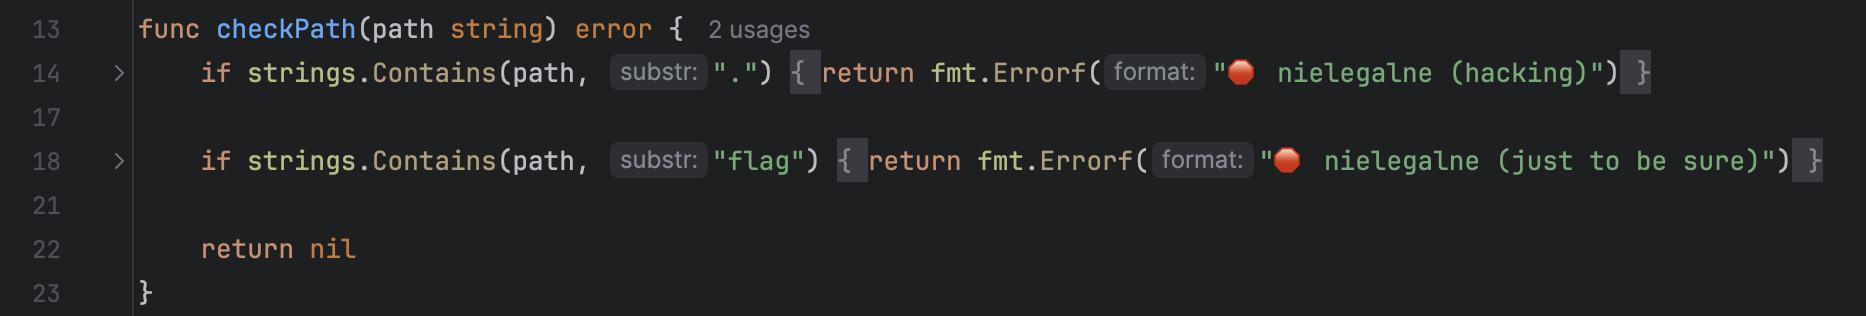 13 func checkPath(path string) error { 2 usages
14 if strings.Contains(path, substr: ".") { return fmt.Errorf( format: "🛑 nielegalne (hacking)") }
17
18 if strings.Contains(path, substr: "flag") { return fmt.Errorf( format: "🛑 nielegalne (just to be sure)") }
21
22 return nil
23 }